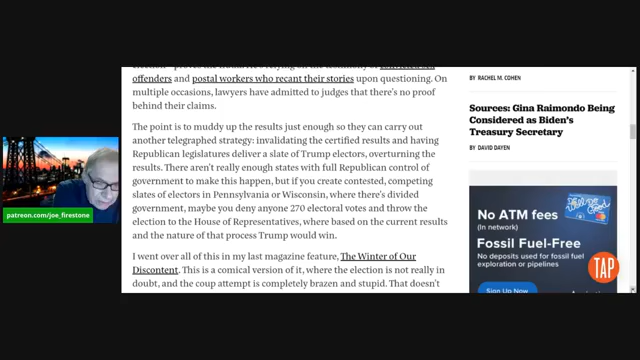 offenders and postal workers who recant their stories upon questioning. On
multiple occasions, lawyers have admitted to judges that there's no proof
behind their claims.
The point is to muddy up the results just enough so they can carry out
another telegraphed strategy: invalidating the certified results and having
Republican legislatures deliver a slate of Trump electors, overturning the
results. There aren't really enough states with full Republican control of
government to make this happen, but if you create contested, competing
slates of electors in Pennsylvania or Wisconsin, where there's divided
government, maybe you deny anyone 270 electoral votes and throw the
election to the House of Representatives, where based on the current results
and the nature of that process Trump would win.
I went over all of this in my last magazine feature, The Winter of Our
Discontent. This is a comical version of it, where the election is not really in
doubt, and the coup attempt is completely brazen and stupid. That doesn't
BY RACHEL M. COHEN
Sources: Gina Raimondo Being
Considered as Biden's
Treasury Secretary
BY DAVID DAYEN
No ATM fees
(In network)
Fossil Fuel-Free
No deposits used for fossil fuel
exploration or pipelines
Sign Up Now
TAP
patreon.com/joe_firestone